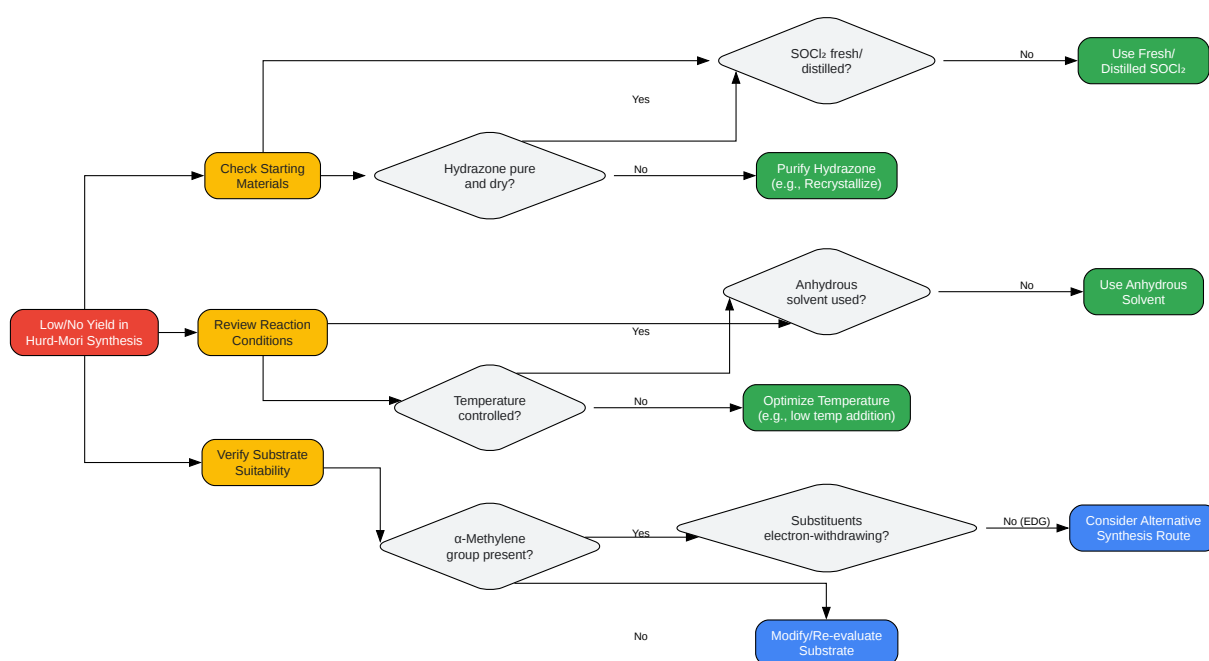 SOCl₂ fresh/
distilled?
No
Use Fresh/
Distilled SOCl₂
Yes
Check Starting
Materials
Hydrazone pure
and dry?
No
Purify Hydrazone
(e.g., Recrystallize)
Anhydrous
solvent used?
No
Use Anhydrous
Solvent
Low/No Yield in
Hurd-Mori Synthesis
Review Reaction
Conditions
Yes
Temperature
controlled?
No
Optimize Temperature
(e.g., low temp addition)
Verify Substrate
Suitability
α-Methylene
group present?
Yes
Substituents
electron-withdrawing?
No (EDG)
Consider Alternative
Synthesis Route
No
Modify/Re-evaluate
Substrate